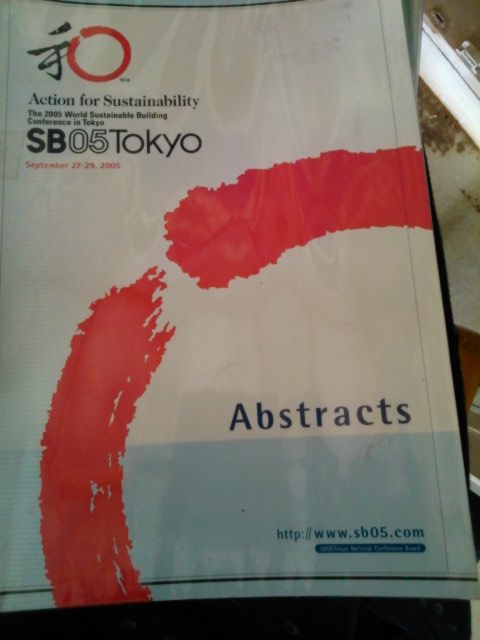 和
wa
Action for Sustainability
The 2005 World Sustainable Building
Conference in Tokyo
SB05Tokyo
September 27-29, 2005
Abstracts
http://www.sb05.com
SB05Tokyo National Conference Board